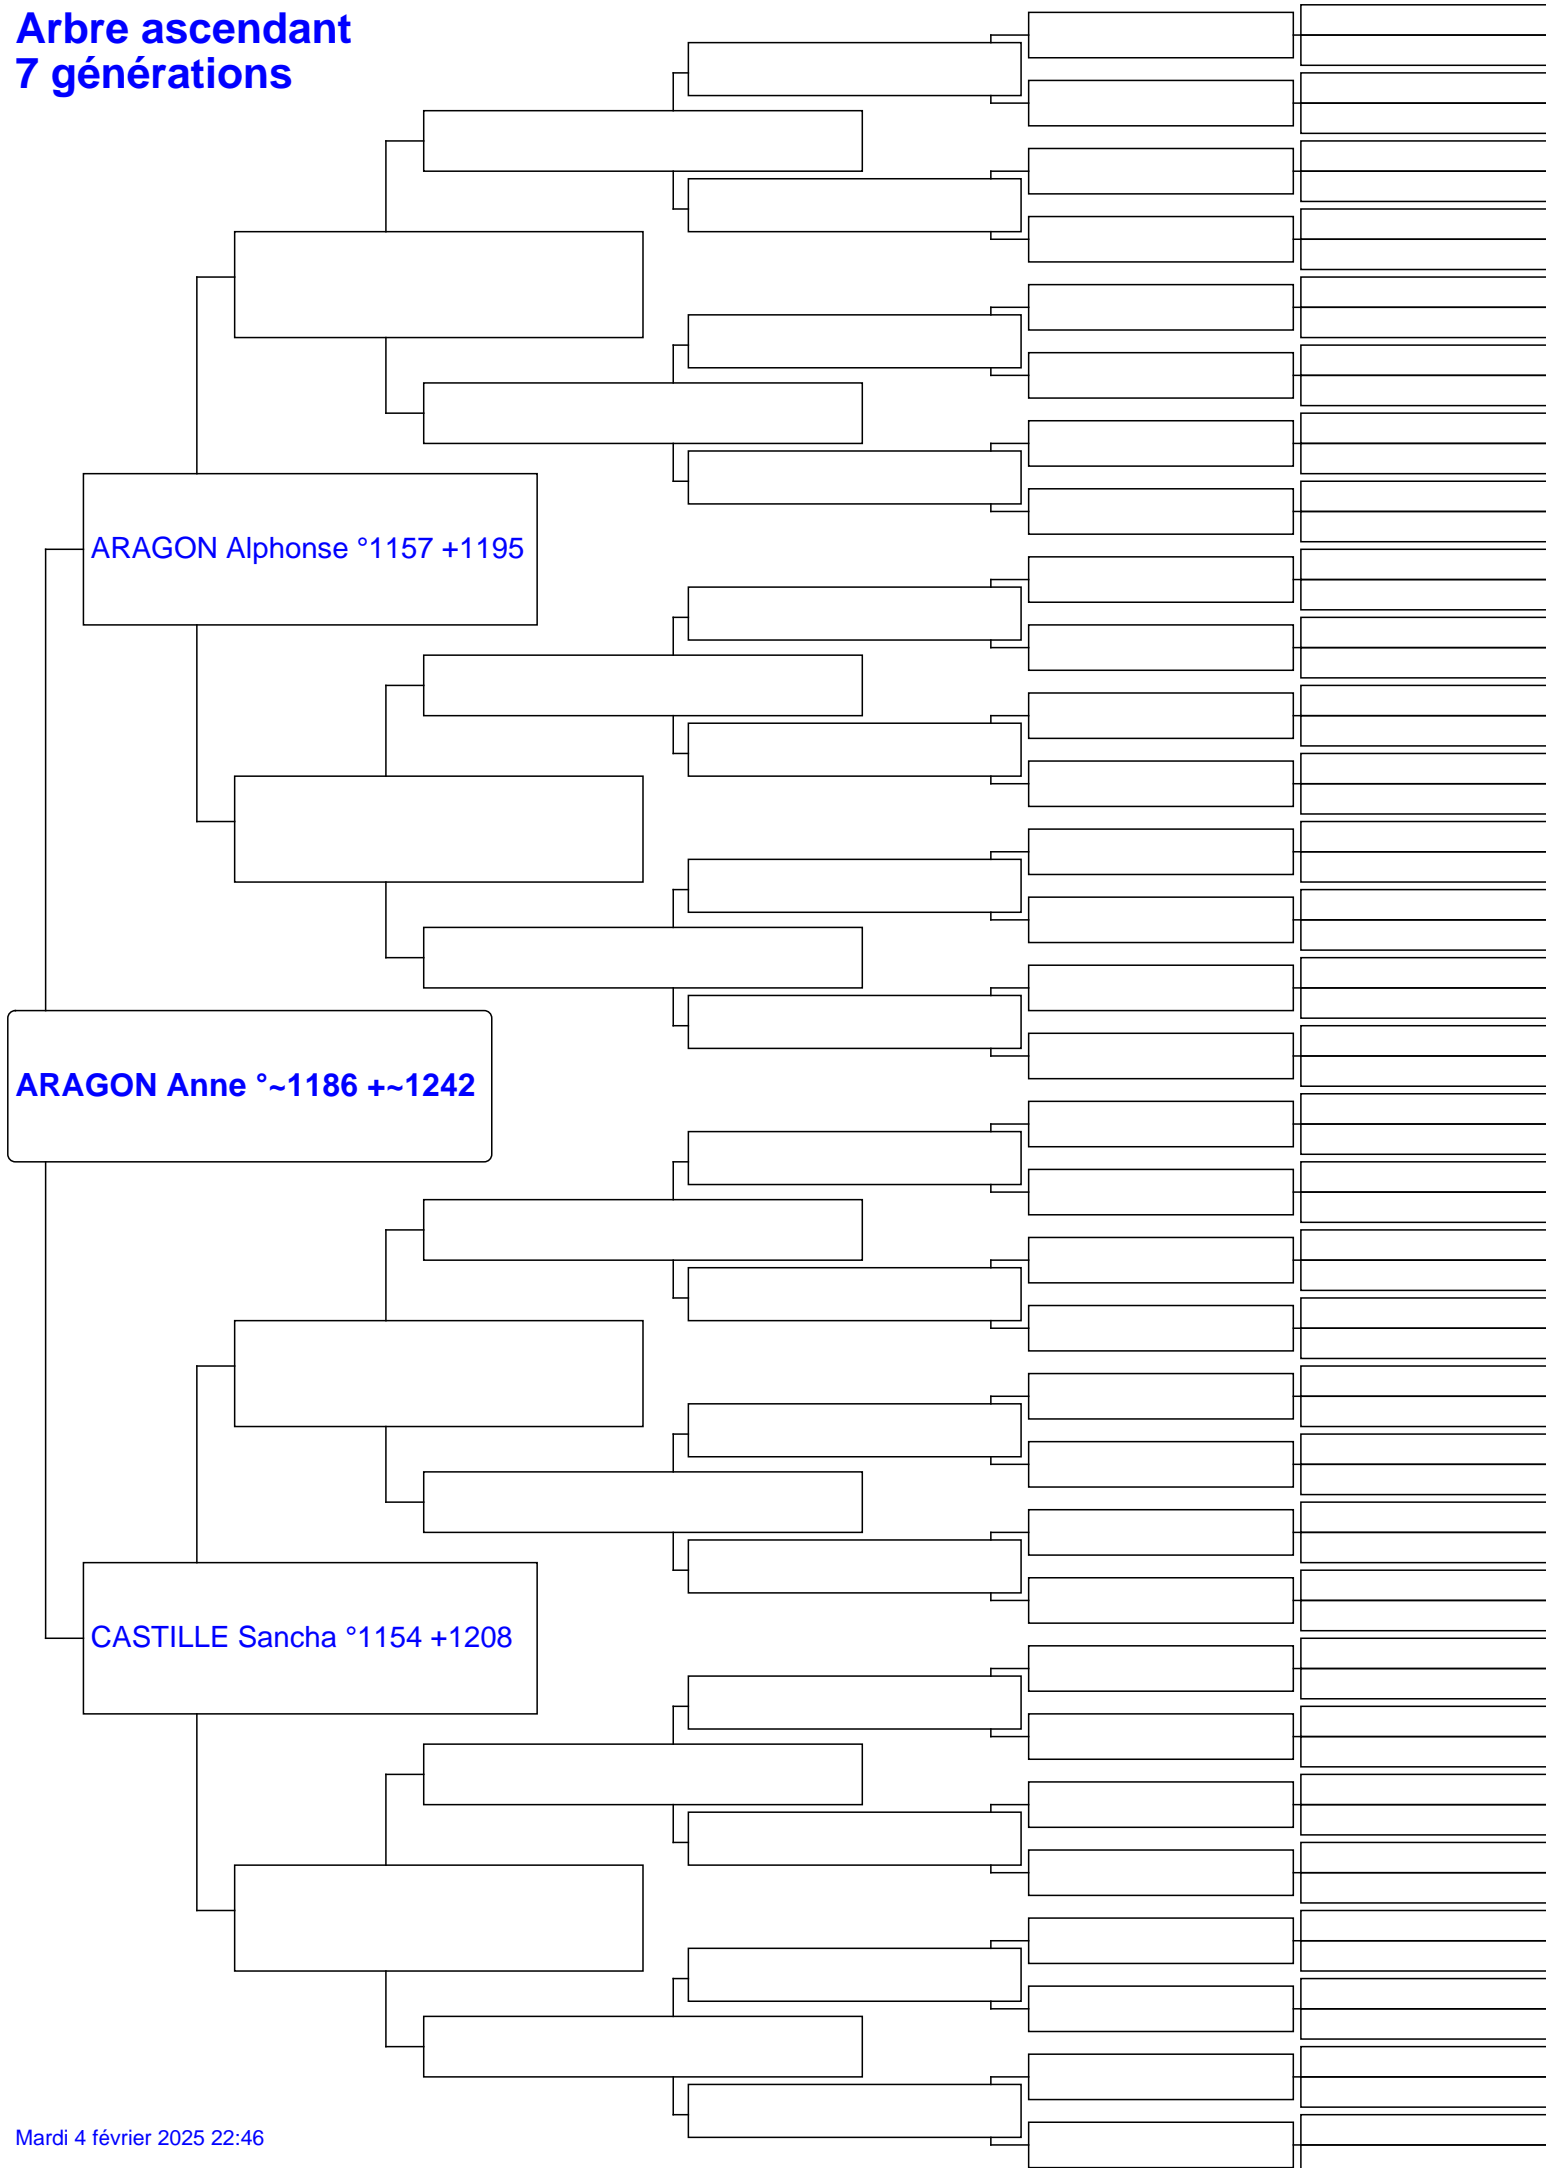 Arbre ascendant
7 générations
ARAGON Alphonse °1157 +1195
ARAGON Anne °~1186 +~1242
CASTILLE Sancha °1154 +1208
Mardi 4 février 2025 22:46